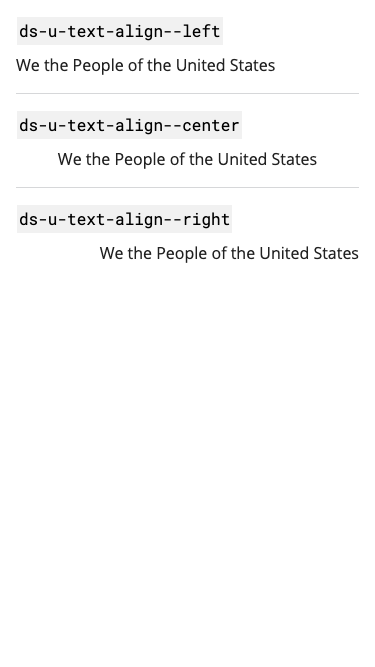 ds-u-text-align--left
We the People of the United States
ds-u-text-align--center
We the People of the United States
ds-u-text-align--right
We the People of the United States